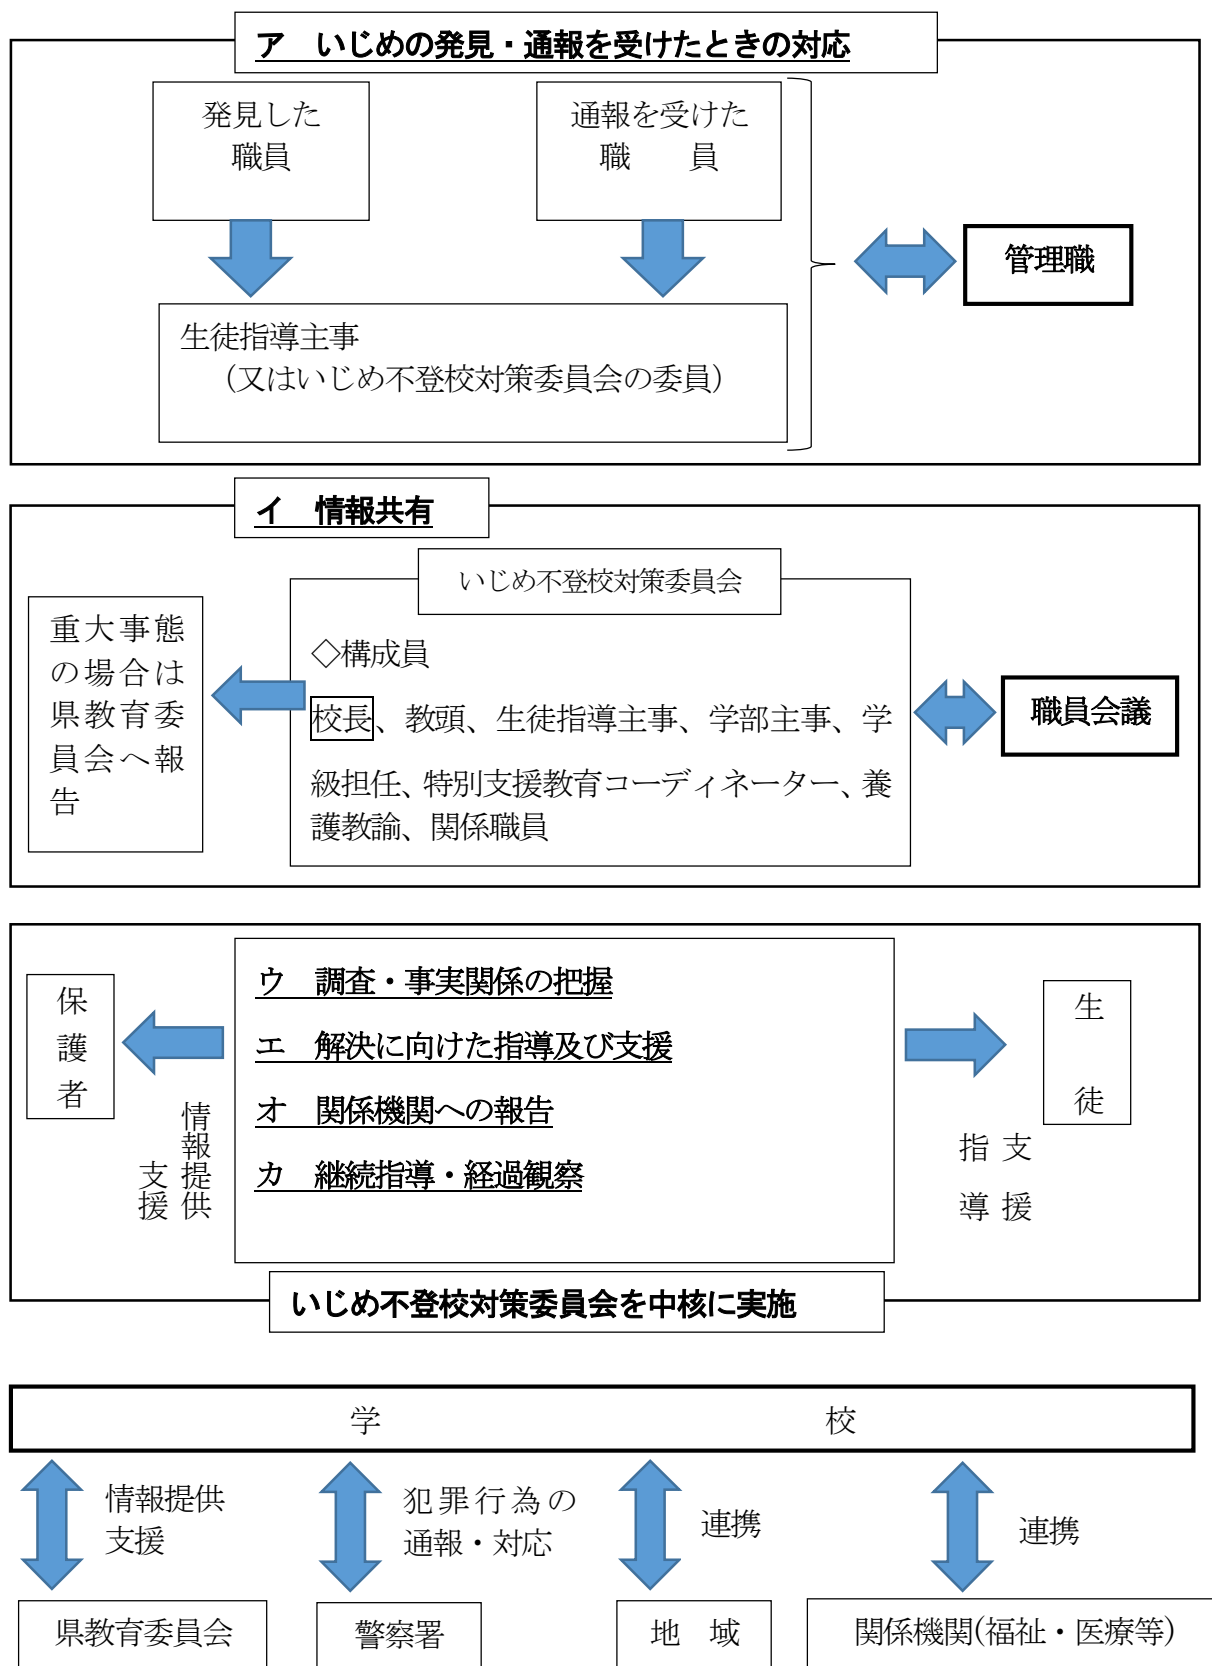 ア　いじめの発見・通報を受けたときの対応
発見した
職員
通報を受けた
職　　員
管理職
生徒指導主事
（又はいじめ不登校対策委員会の委員）
イ　情報共有
いじめ不登校対策委員会
重大事態
の場合は
県教育委
員会へ報
告
◇構成員
校長、教頭、生徒指導主事、学部主事、学
級担任、特別支援教育コーディネーター、養
護教諭、関係職員
職員会議
保護者
情報提供
支援
ウ　調査・事実関係の把握
エ　解決に向けた指導及び支援
オ　関係機関への報告
カ　継続指導・経過観察
生　徒
支援
指導
いじめ不登校対策委員会を中核に実施
学　　校
情報提供
支援
犯罪行為の
通報・対応
連携
連携
県教育委員会
警察署
地　域
関係機関(福祉・医療等)